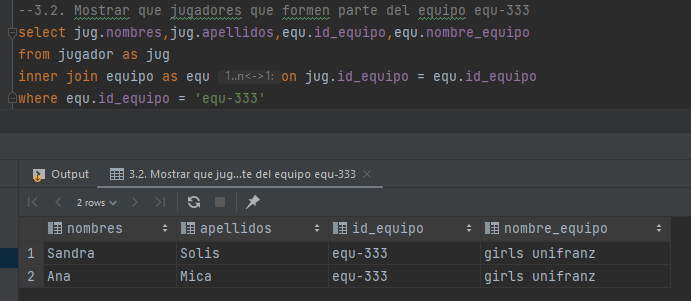 --3.2. Mostrar que jugadores que formen parte del equipo equ-333
select jug.nombres,jug.apellidos,equ.id_equipo,equ.nombre_equipo
from jugador as jug
inner join equipo as equ 1..n<->1: on jug.id_equipo = equ.id_equipo
where equ.id_equipo = 'equ-333'
Output 3.2. Mostrar que jug...te del equipo equ-333
2 rows
nombres apellidos id_equipo nombre_equipo
1 Sandra Solis equ-333 girls unifranz
2 Ana Mica equ-333 girls unifranz